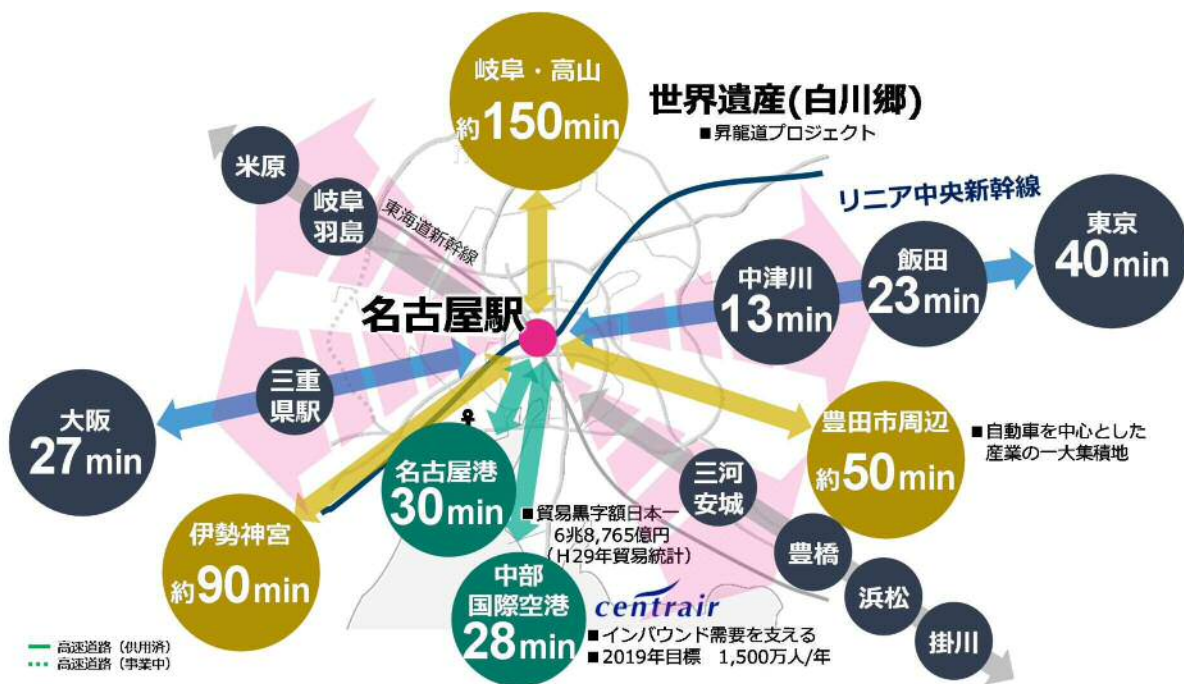 岐阜・高山
約150min
世界遺産(白川郷)
■昇龍道プロジェクト
米原
岐阜
羽島
東海道新幹線
リニア中央新幹線
東京
40min
飯田
23min
中津川
13min
名古屋駅
三重
県駅
大阪
27min
豊田市周辺
約50min
■自動車を中心とした
産業の一大集積地
名古屋港
30min
■貿易黒字額日本一
6兆8,765億円
(H29年貿易統計)
三河
安城
伊勢神宮
約90min
豊橋
中部
国際空港
28min
centrair
■インバウンド需要を支える
■2019年目標 1,500万人/年
浜松
掛川
高速道路(供用済)
高速道路(事業中)